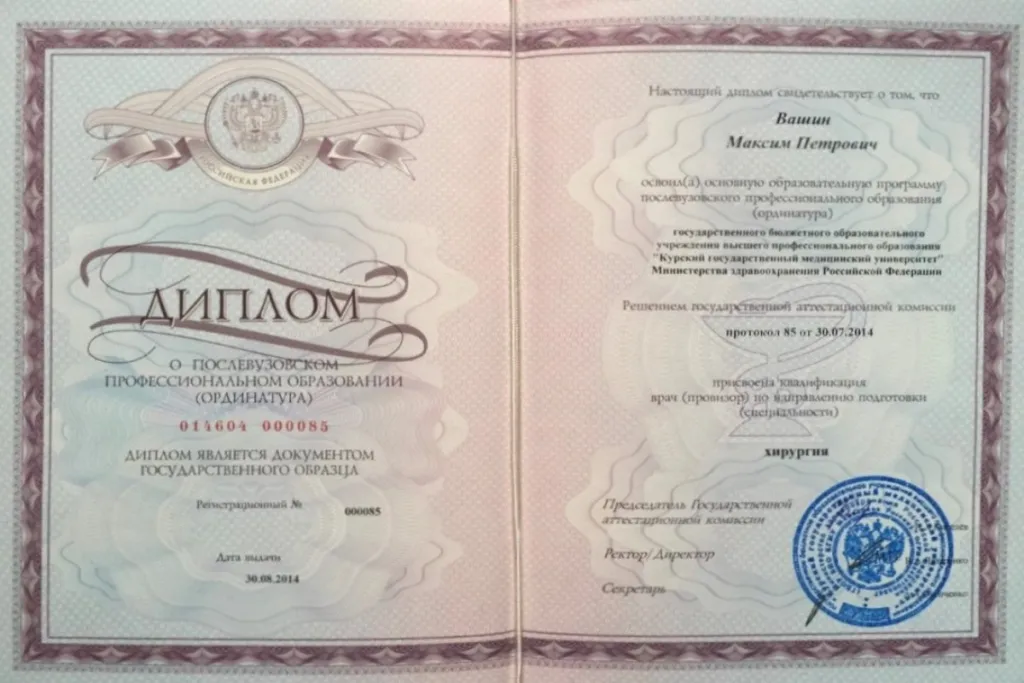 РОССИЙСКАЯ ФЕДЕРАЦИЯ
ДИПЛОМ
О ПОСЛЕВУЗОВСКОМ
ПРОФЕССИОНАЛЬНОМ ОБРАЗОВАНИИ
(ОРДИНАТУРА)
014604 000085
ДИПЛОМ ЯВЛЯЕТСЯ ДОКУМЕНТОМ
ГОСУДАРСТВЕННОГО ОБРАЗЦА
Регистрационный № 000085
Дата выдачи
30.08.2014
Настоящий диплом свидетельствует о том, что
Вашин
Максим Петрович
освоил(а) основную образовательную программу
послевузовского профессионального образования
(ординатура)
государственного бюджетного образовательного
учреждения высшего профессионального образования
"Курский государственный медицинский университет"
Министерства здравоохранения Российской Федерации
Решением государственной аттестационной комиссии
протокол 85 от 30.07.2014
присвоена квалификация
врач (провизор) по направлению подготовки
(специальности)
хирургия
Председатель Государственной
аттестационной комиссии
Ректор/Директор
Секретарь